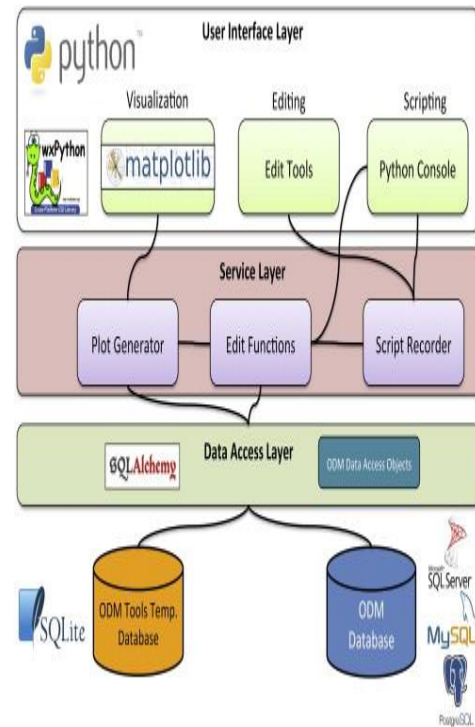 User Interface Layer
python™
Visualization
Editing
Scripting
wxPython
matplotlib
Edit Tools
Python Console
Service Layer
Plot Generator
Edit Functions
Script Recorder
Data Access Layer
SQLAlchemy
ODM Data Access Objects
SQLite
ODM Tools Temp.
Database
ODM
Database
Microsoft
SQL Server
MySQL
PostgreSQL